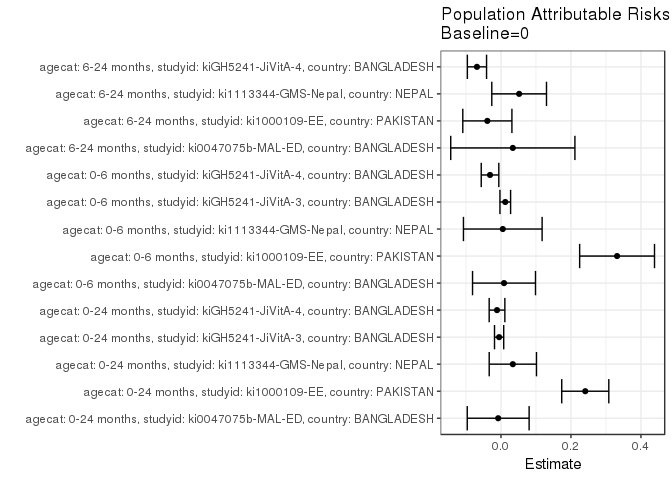 Population Attributable Risks
Baseline=0
agecat: 6-24 months, studyid: kiGH5241-JiVitA-4, country: BANGLADESH
agecat: 6-24 months, studyid: ki1113344-GMS-Nepal, country: NEPAL
agecat: 6-24 months, studyid: ki1000109-EE, country: PAKISTAN
agecat: 6-24 months, studyid: ki0047075b-MAL-ED, country: BANGLADESH
agecat: 0-6 months, studyid: kiGH5241-JiVitA-4, country: BANGLADESH
agecat: 0-6 months, studyid: kiGH5241-JiVitA-3, country: BANGLADESH
agecat: 0-6 months, studyid: ki1113344-GMS-Nepal, country: NEPAL
agecat: 0-6 months, studyid: ki1000109-EE, country: PAKISTAN
agecat: 0-6 months, studyid: ki0047075b-MAL-ED, country: BANGLADESH
agecat: 0-24 months, studyid: kiGH5241-JiVitA-4, country: BANGLADESH
agecat: 0-24 months, studyid: kiGH5241-JiVitA-3, country: BANGLADESH
agecat: 0-24 months, studyid: ki1113344-GMS-Nepal, country: NEPAL
agecat: 0-24 months, studyid: ki1000109-EE, country: PAKISTAN
agecat: 0-24 months, studyid: ki0047075b-MAL-ED, country: BANGLADESH
0.0 0.2 0.4
Estimate